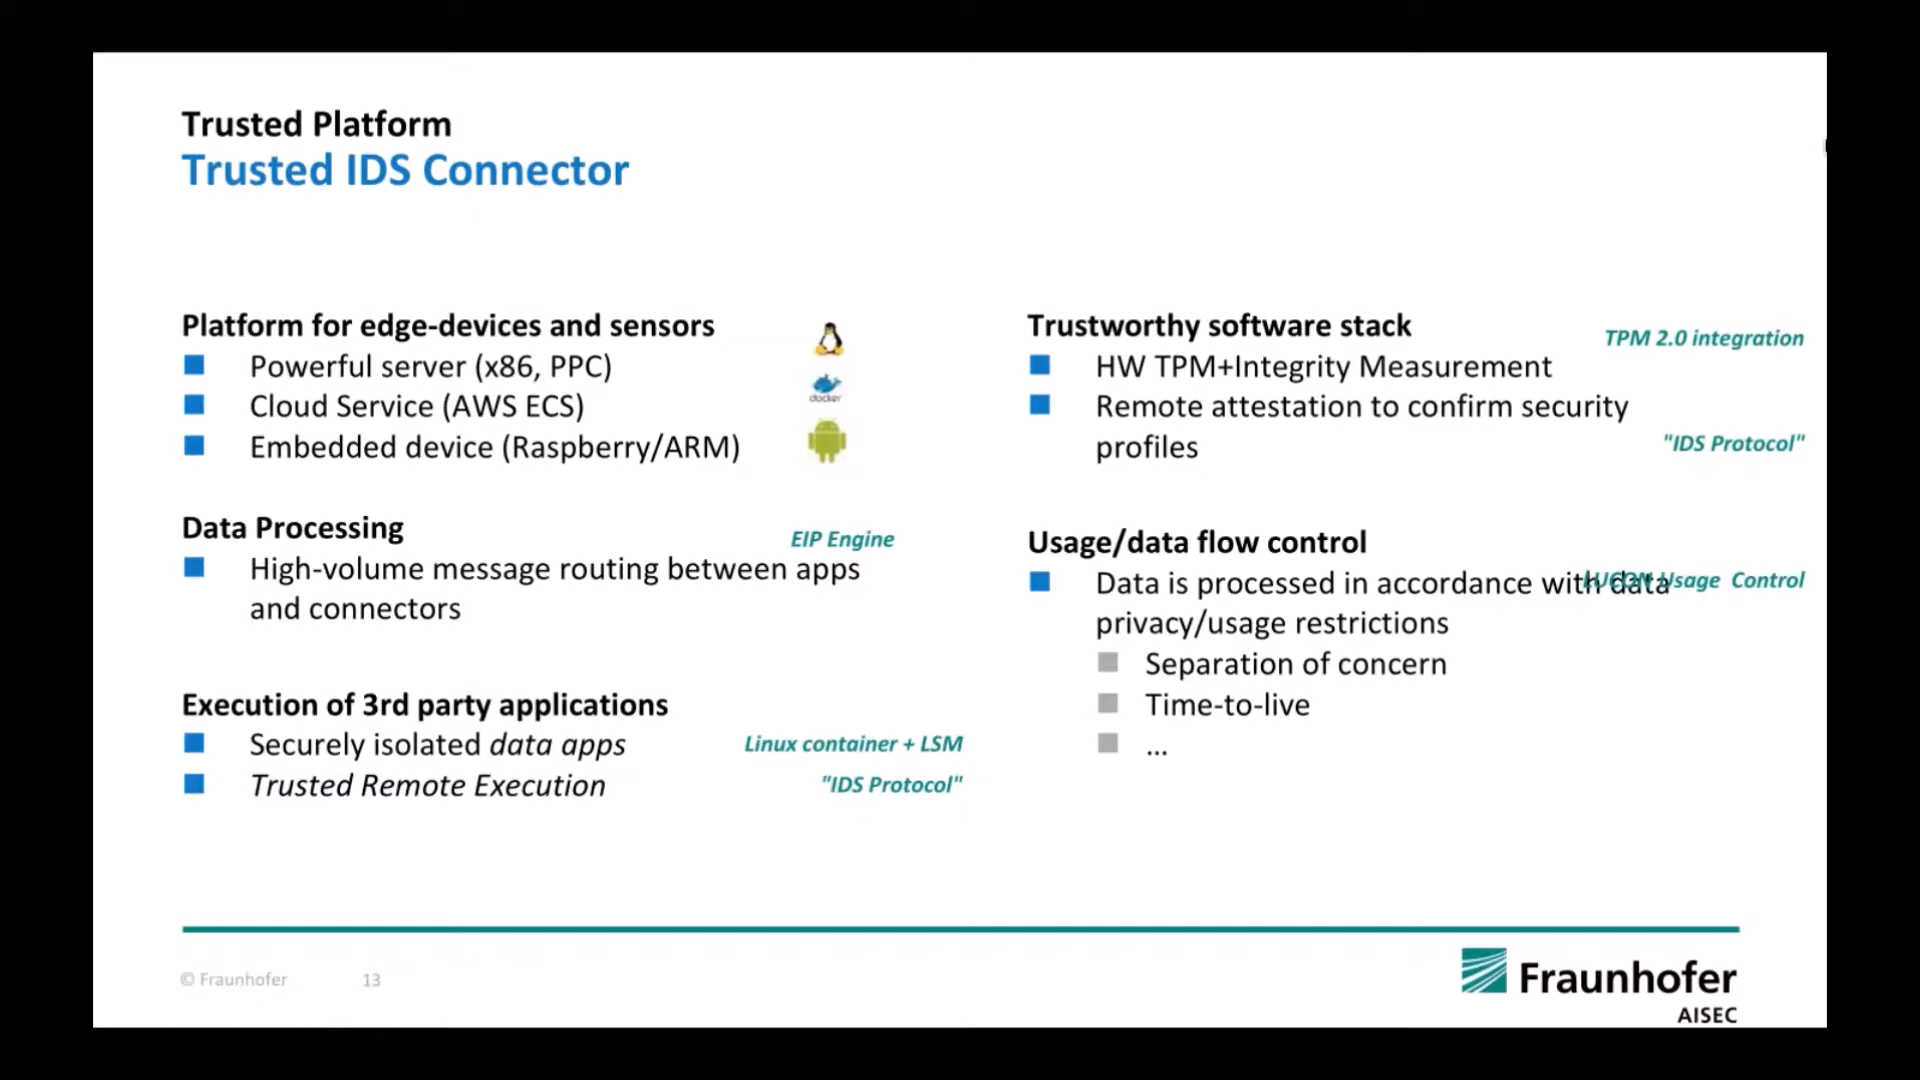 Trusted Platform
Trusted IDS Connector
Platform for edge-devices and sensors
Powerful server (x86, PPC)
Cloud Service (AWS ECS)
Embedded device (Raspberry/ARM)
docker
Data Processing
EIP Engine
High-volume message routing between apps
and connectors
Execution of 3rd party applications
Securely isolated data apps
Linux container + LSM
Trusted Remote Execution
"IDS Protocol"
Trustworthy software stack
TPM 2.0 integration
HW TPM+Integrity Measurement
Remote attestation to confirm security
profiles
"IDS Protocol"
Usage/data flow control
Data is processed in accordance with data
LUCON Usage Control
privacy/usage restrictions
Separation of concern
Time-to-live
...
© Fraunhofer
13
Fraunhofer
AISEC